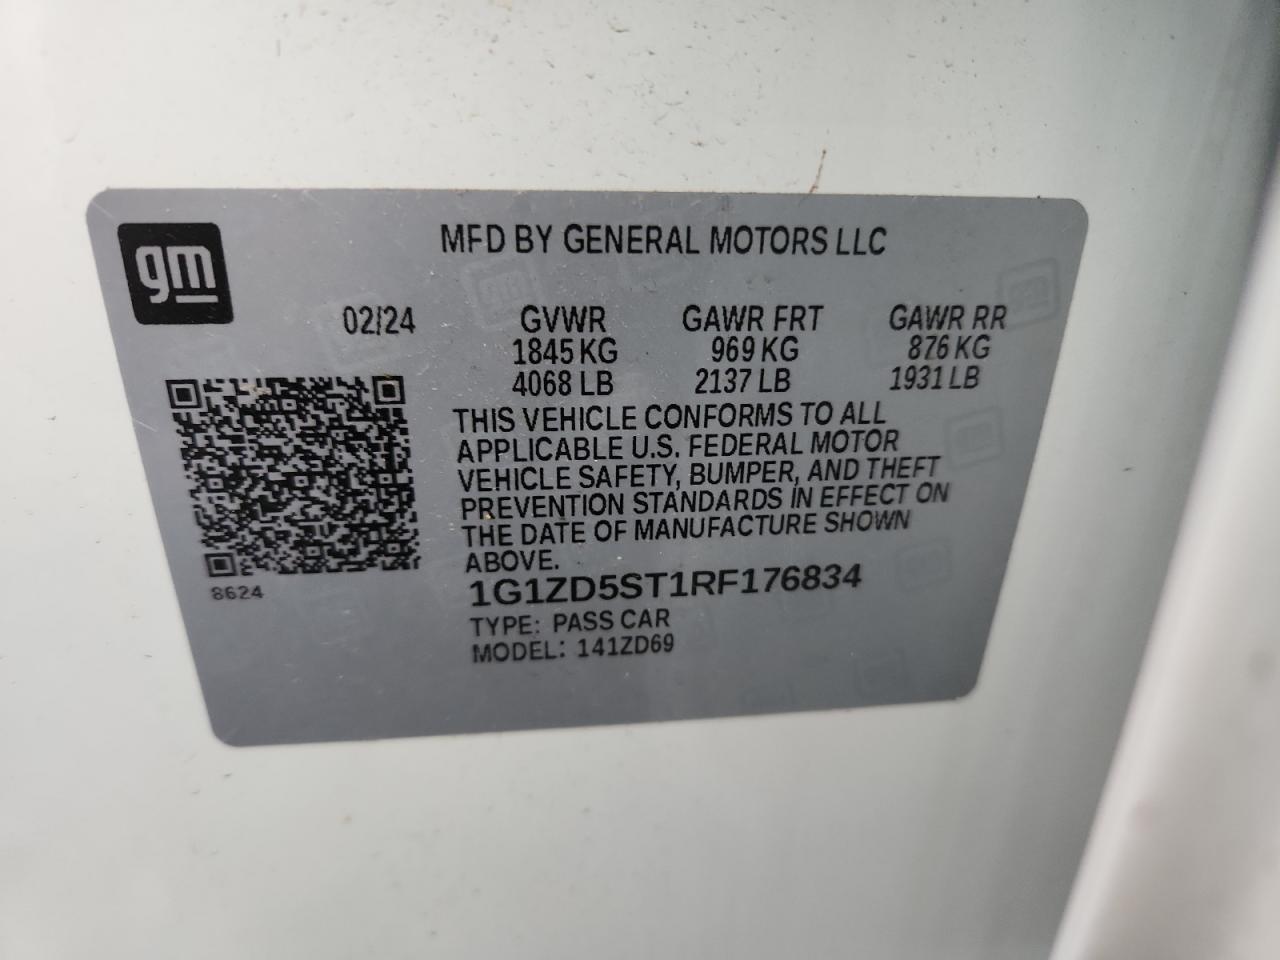 gm
MFD BY GENERAL MOTORS LLC
02/24 GVWR GAWR FRT GAWR RR
1845 KG 969 KG 876 KG
4068 LB 2137 LB 1931 LB
THIS VEHICLE CONFORMS TO ALL
APPLICABLE U.S. FEDERAL MOTOR
VEHICLE SAFETY, BUMPER, AND THEFT
PREVENTION STANDARDS IN EFFECT ON
THE DATE OF MANUFACTURE SHOWN
ABOVE.
8624
1G1ZD5ST1RF176834
TYPE: PASS CAR
MODEL: 141ZD69